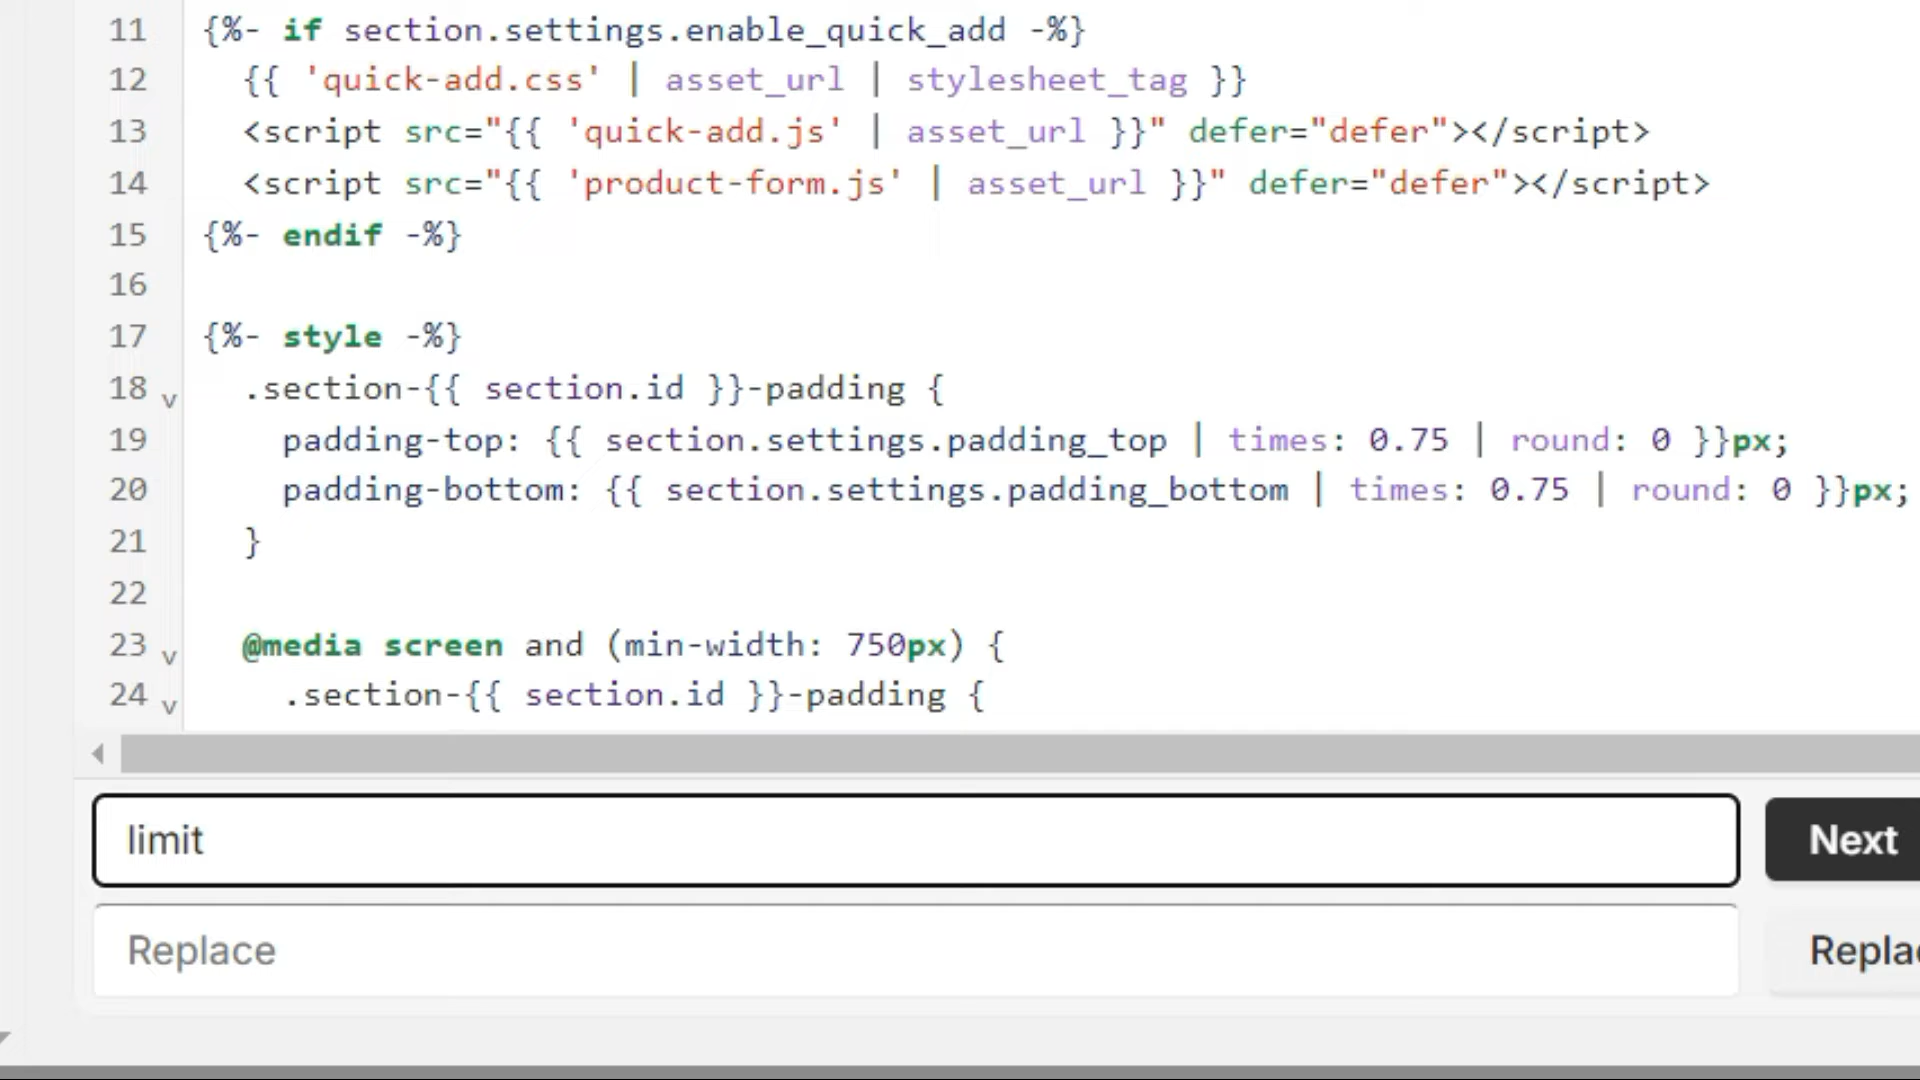 11 {%- if section.settings.enable_quick_add -%}
12 {{ 'quick-add.css' | asset_url | stylesheet_tag }}
13 <script src="{{ 'quick-add.js' | asset_url }}" defer="defer"></script>
14 <script src="{{ 'product-form.js' | asset_url }}" defer="defer"></script>
15 {%- endif -%}
16
17 {%- style -%}
18 .section-{{ section.id }}-padding {
19 padding-top: {{ section.settings.padding_top | times: 0.75 | round: 0 }}px;
20 padding-bottom: {{ section.settings.padding_bottom | times: 0.75 | round: 0 }}px;
21 }
22
23 @media screen and (min-width: 750px) {
24 .section-{{ section.id }}-padding {
limit
Next
Replace
Repla